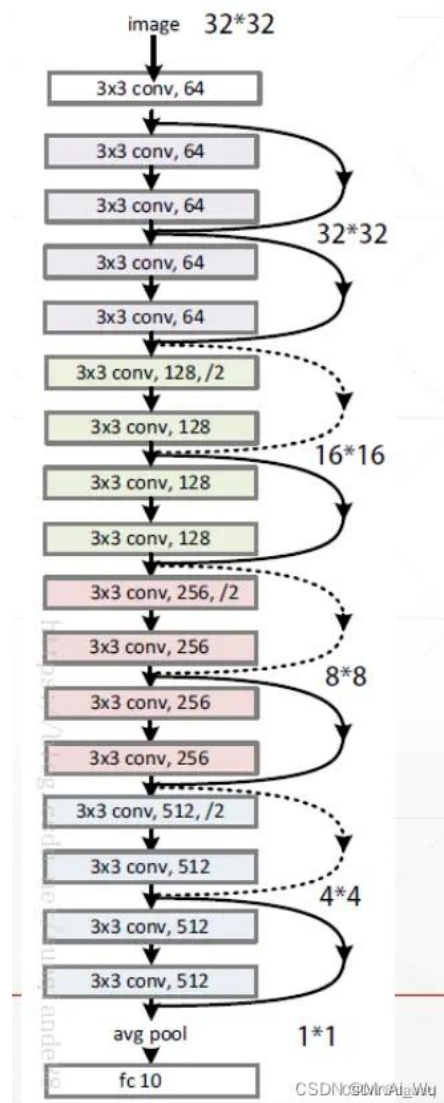 image 32*32
3x3 conv, 64
3x3 conv, 64
3x3 conv, 64
32*32
3x3 conv, 64
3x3 conv, 64
3x3 conv, 128, /2
3x3 conv, 128
16*16
3x3 conv, 128
3x3 conv, 128
3x3 conv, 256, /2
3x3 conv, 256
8*8
3x3 conv, 256
3x3 conv, 256
3x3 conv, 512, /2
3x3 conv, 512
4*4
3x3 conv, 512
3x3 conv, 512
avg pool 1*1
fc 10
CSDN @Mr.Ai_Wu